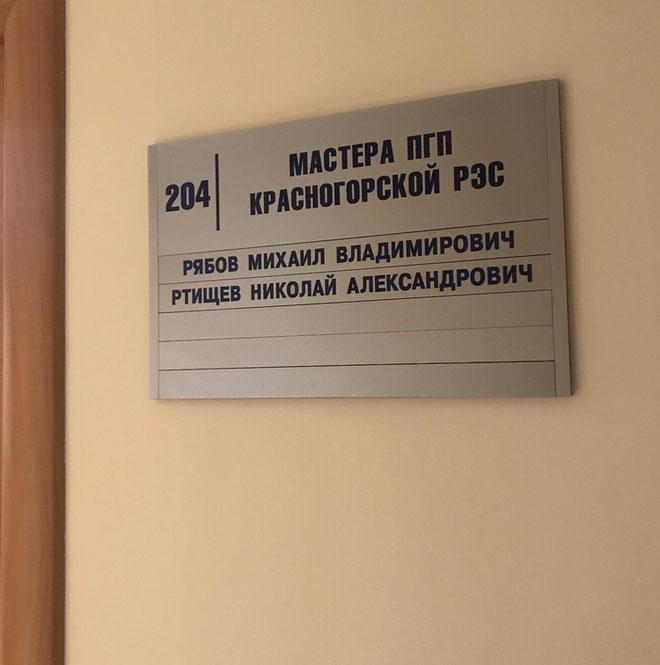 204
МАСТЕРА ПГП
КРАСНОГОРСКОЙ РЭС
РЯБОВ МИХАИЛ ВЛАДИМИРОВИЧ
РТИЩЕВ НИКОЛАЙ АЛЕКСАНДРОВИЧ